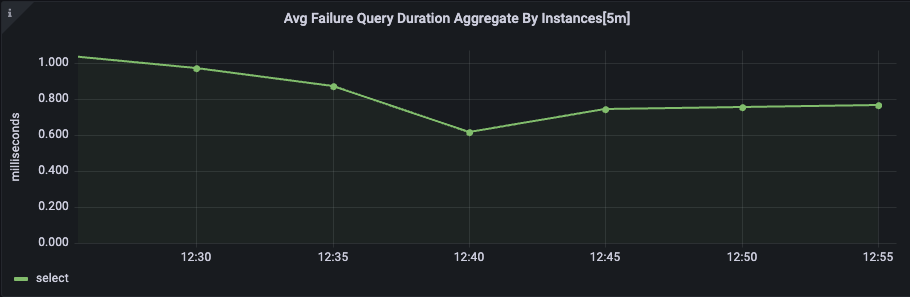 i
Avg Failure Query Duration Aggregate By Instances[5m]
milliseconds
1.000
0.800
0.600
0.400
0.200
0.000
12:30 12:35 12:40 12:45 12:50 12:55
select